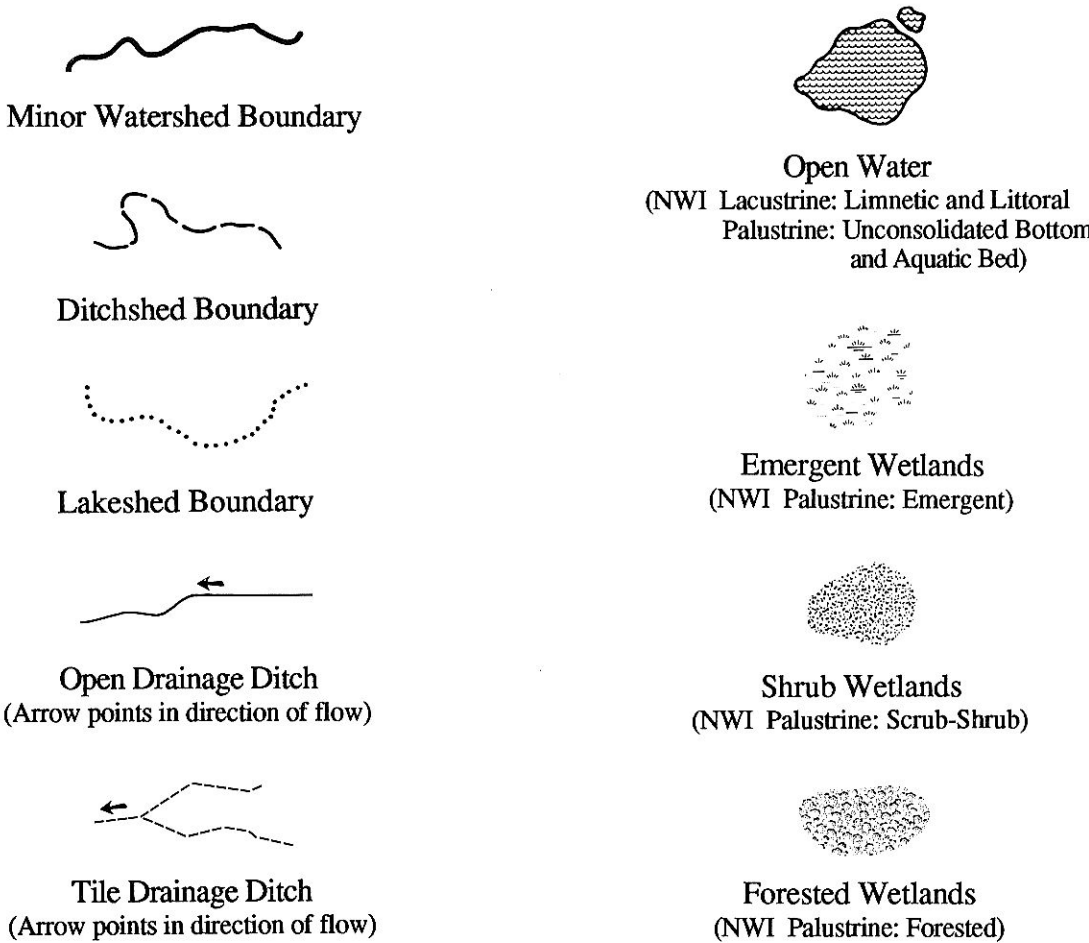 Minor Watershed Boundary
Ditchshed Boundary
Lakeshed Boundary
Open Drainage Ditch
(Arrow points in direction of flow)
Tile Drainage Ditch
(Arrow points in direction of flow)
Open Water
(NWI Lacustrine: Limnetic and Littoral
Palustrine: Unconsolidated Bottom
and Aquatic Bed)
Emergent Wetlands
(NWI Palustrine: Emergent)
Shrub Wetlands
(NWI Palustrine: Scrub-Shrub)
Forested Wetlands
(NWI Palustrine: Forested)